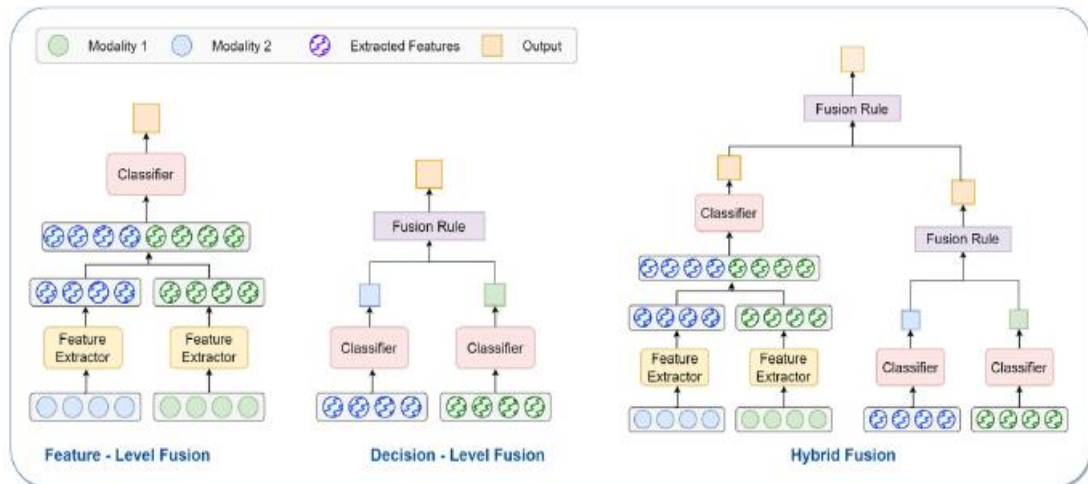 Modality 1
Modality 2
Extracted Features
Output
Classifier
Feature
Extractor
Feature
Extractor
Feature - Level Fusion
Fusion Rule
Classifier
Classifier
Decision - Level Fusion
Fusion Rule
Classifier
Fusion Rule
Feature
Extractor
Feature
Extractor
Classifier
Classifier
Hybrid Fusion